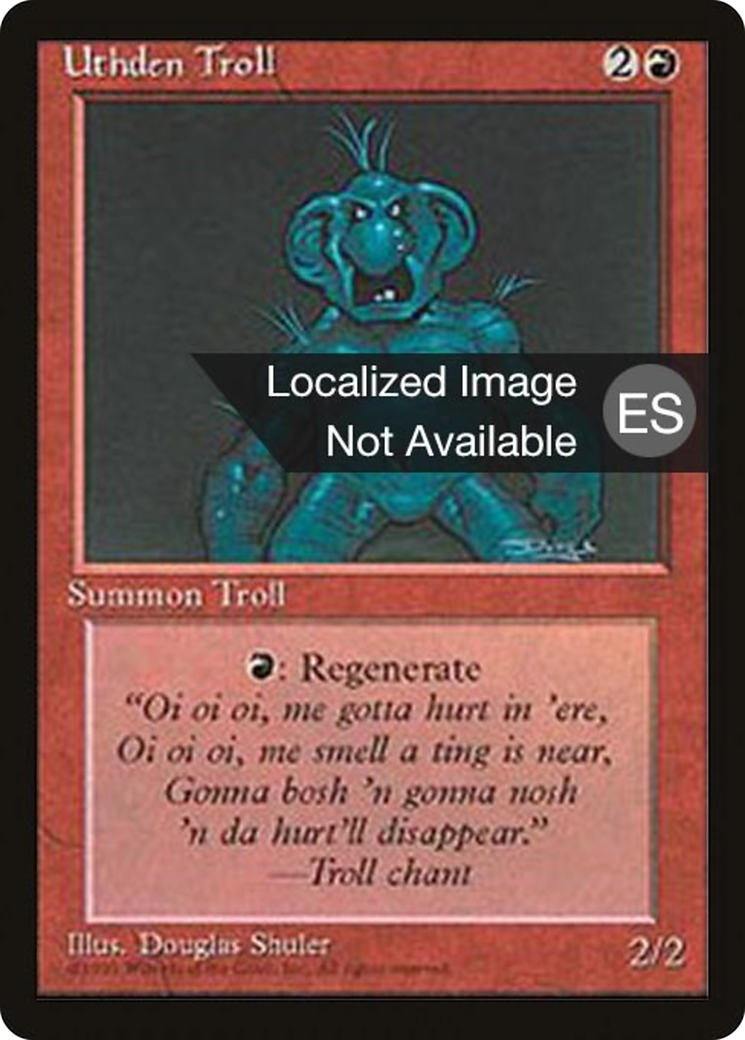 Uthden Troll
2
Localized Image
Not Available
ES
Summon Troll
: Regenerate
“Oi oi oi, me gotta hurt in ’ere,
Oi oi oi, me smell a ting is near,
Gonna bosh ’n gonna nosh
’n da hurt’ll disappear.”
—Troll chant
Illus. Douglas Shuler
2/2